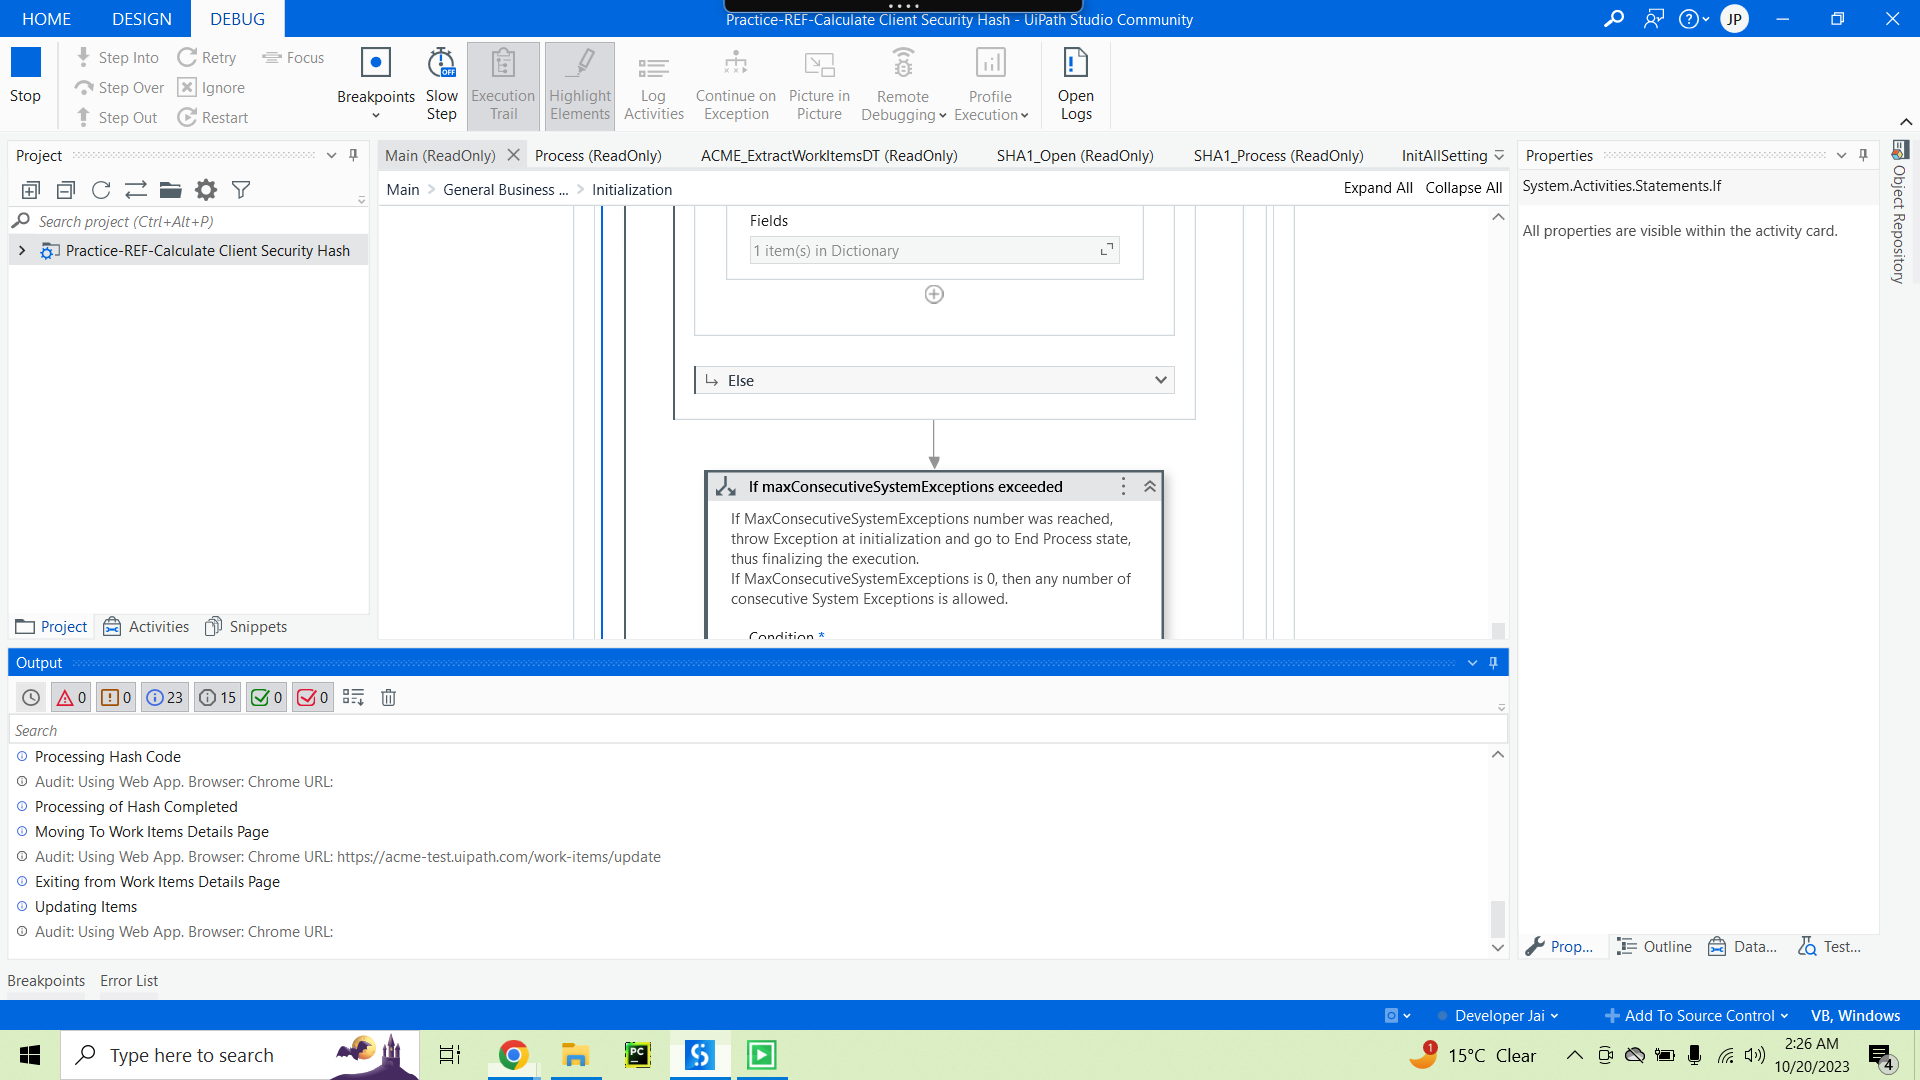 HOME DESIGN DEBUG
Practice-REF-Calculate Client Security Hash - UiPath Studio Community
JP
Stop
Step Into
Step Over
Step Out
Retry
Ignore
Restart
Focus
Breakpoints
Slow Step
OFF
Execution Trail
Highlight Elements
Log Activities
Continue on Exception
Picture in Picture
Remote Debugging
Profile Execution
Open Logs
Project
Search project (Ctrl+Alt+P)
Practice-REF-Calculate Client Security Hash
Project Activities Snippets
Main (ReadOnly) Process (ReadOnly) ACME_ExtractWorkItemsDT (ReadOnly) SHA1_Open (ReadOnly) SHA1_Process (ReadOnly) InitAllSetting
Main > General Business ... > Initialization
Expand All Collapse All
Fields
1 item(s) in Dictionary
Else
If maxConsecutiveSystemExceptions exceeded
If MaxConsecutiveSystemExceptions number was reached,
throw Exception at initialization and go to End Process state,
thus finalizing the execution.
If MaxConsecutiveSystemExceptions is 0, then any number of
consecutive System Exceptions is allowed.
Condition *
Properties
System.Activities.Statements.If
All properties are visible within the activity card.
Object Repository
Prop... Outline Data... Test...
Output
0 0 23 15 0 0
Search
Processing Hash Code
Audit: Using Web App. Browser: Chrome URL:
Processing of Hash Completed
Moving To Work Items Details Page
Audit: Using Web App. Browser: Chrome URL: https://acme-test.uipath.com/work-items/update
Exiting from Work Items Details Page
Updating Items
Audit: Using Web App. Browser: Chrome URL:
Breakpoints Error List
Developer Jai Add To Source Control VB, Windows
Type here to search
PC
1
15°C Clear
2:26 AM
10/20/2023
4